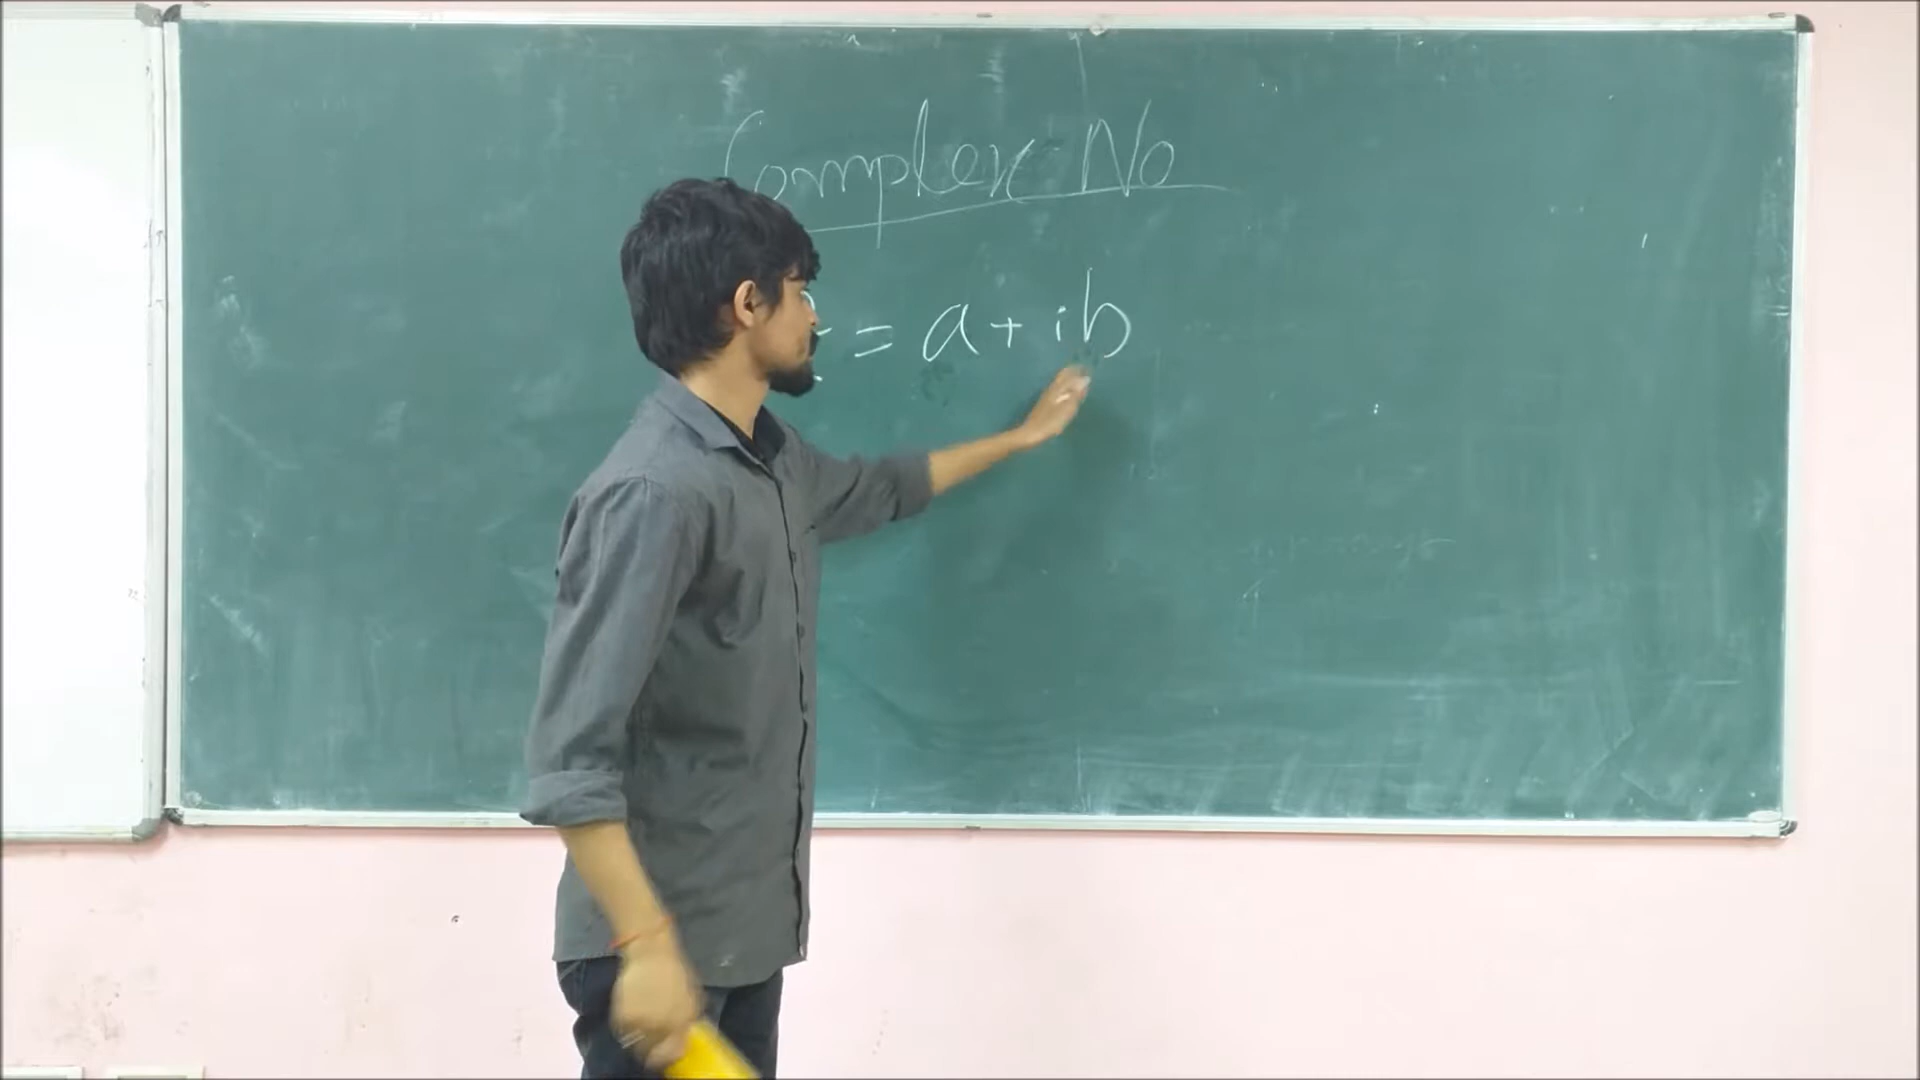 Complex No
= a + ib